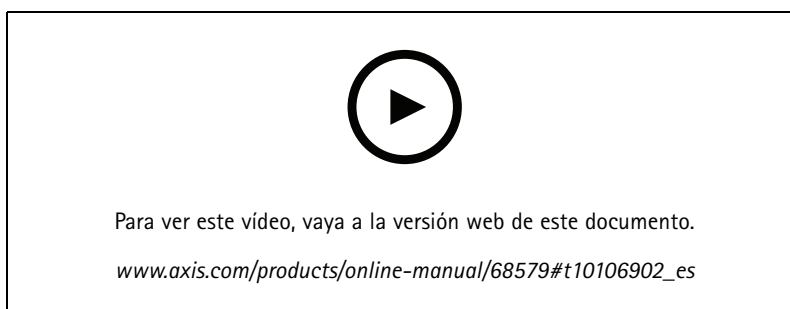 Para ver este vídeo, vaya a la versión web de este documento.
www.axis.com/products/online-manual/68579#t10106902_es